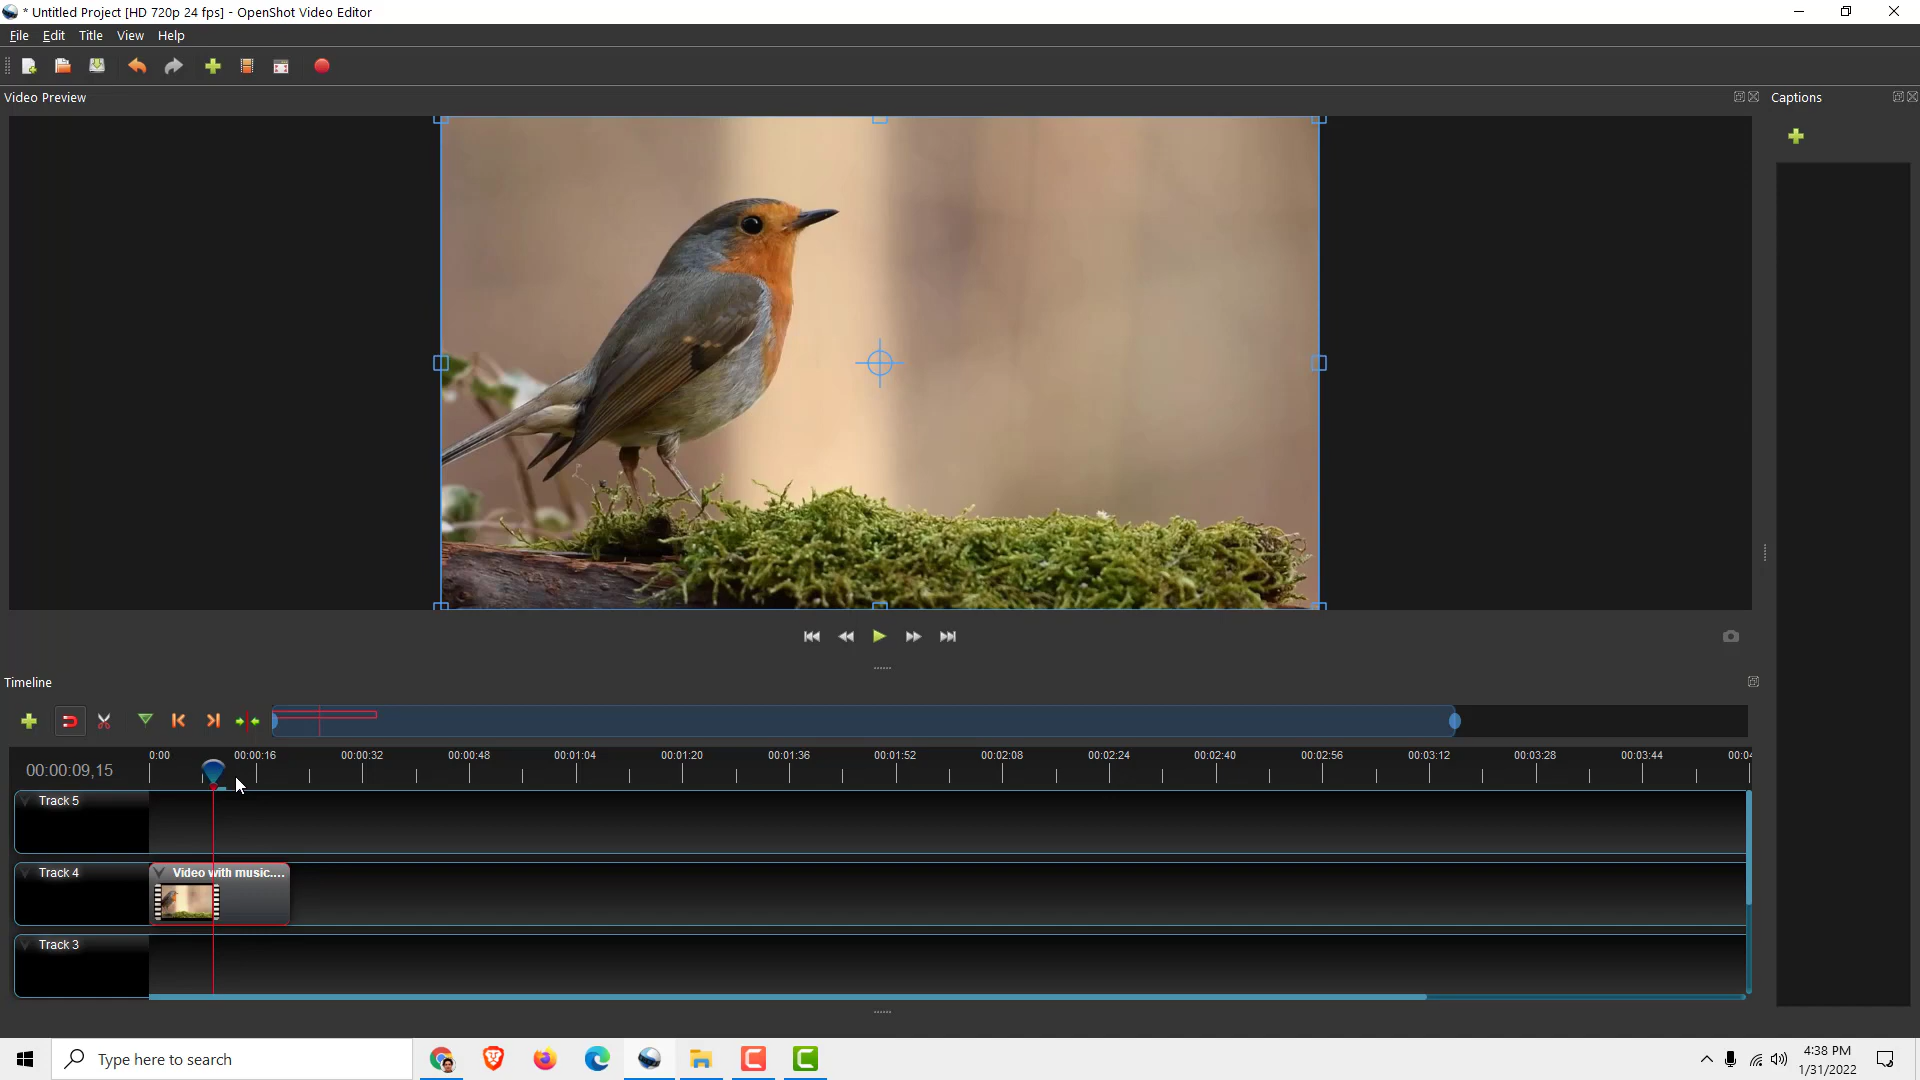 * Untitled Project [HD 720p 24 fps] - OpenShot Video Editor
File Edit Title View Help
Video Preview
Captions
Timeline
00:00:09,15
0:00 00:00:16 00:00:32 00:00:48 00:01:04 00:01:20 00:01:36 00:01:52 00:02:08 00:02:24 00:02:40 00:02:56 00:03:12 00:03:28 00:03:44 00:04
Track 5
Track 4
Video with music....
Track 3
Type here to search
4:38 PM
1/31/2022